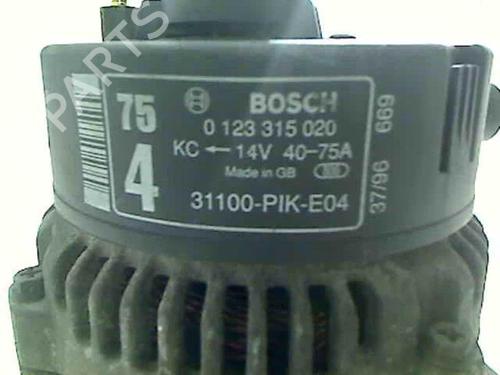 PARTS
75
4
BOSCH
0 123 315 020
KC ← 14V 40-75A
Made in GB
31100-PIK-E04
37/96 669